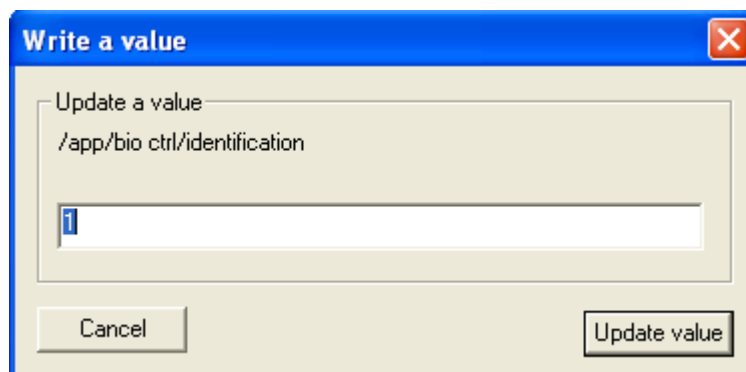 Write a value
Update a value
/app/bio ctrl/identification
1
Cancel
Update value